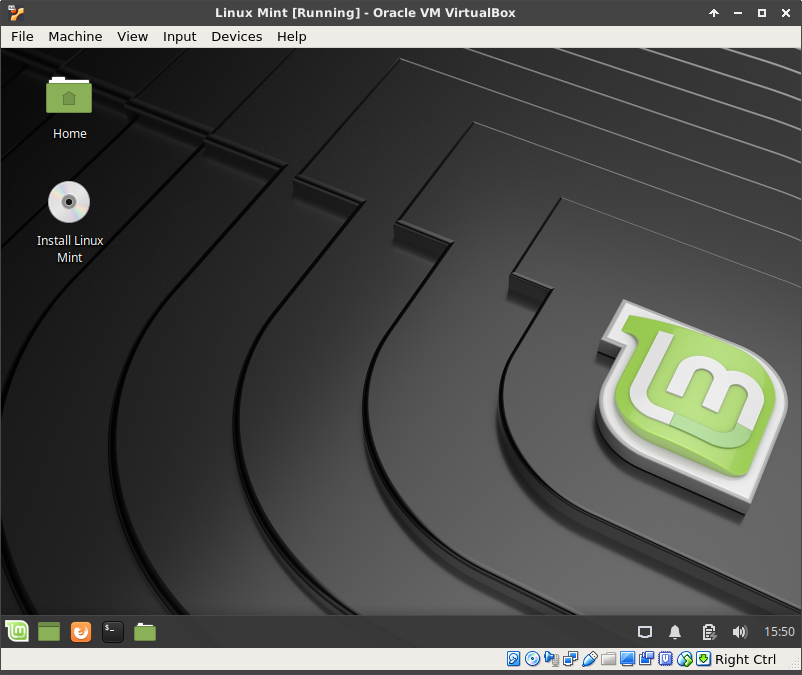 Linux Mint [Running] - Oracle VM VirtualBox
File Machine View Input Devices Help
Home
Install Linux
Mint
lm
$_
15:50
Right Ctrl